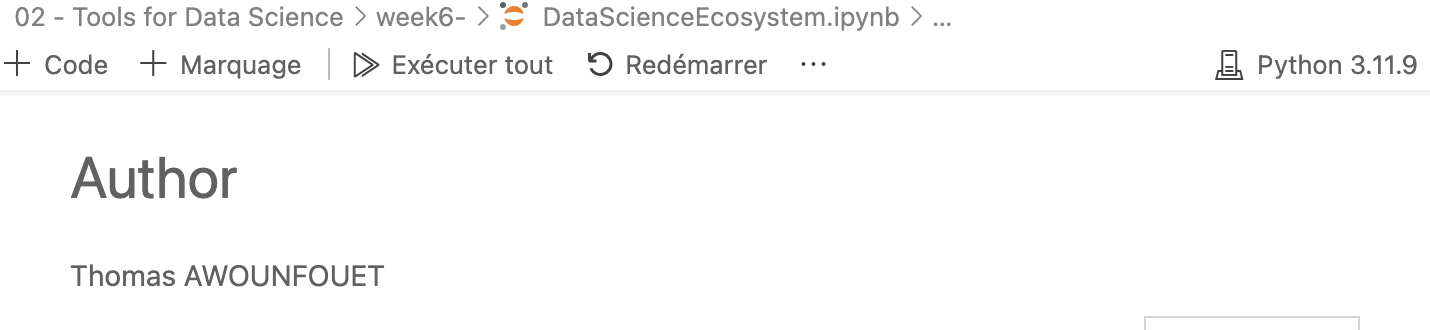 02 - Tools for Data Science > week6- > DataScienceEcosystem.ipynb > ...
+ Code + Marquage Exécuter tout Redémarrer ... Python 3.11.9
Author
Thomas AWOUNFOUET